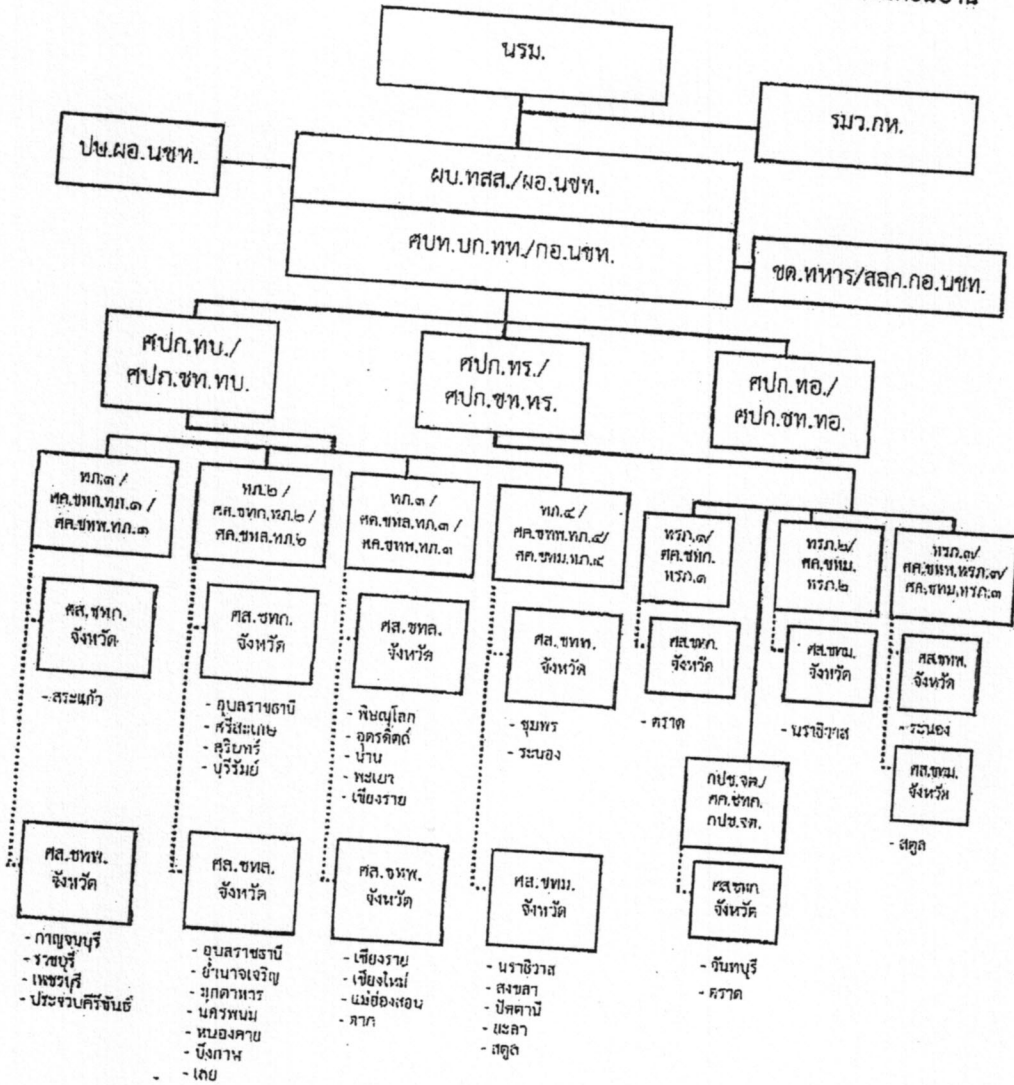 นรม.
รมว.กห.
ปษ.ผอ.นชท.
ผบ.ทสส./ผอ.นชท.
ศบท.บก.ทท./กอ.นชท.
ชด.ทหาร/สลก.กอ.นชท.
ศปก.ทบ./
ศปก.ชท.ทบ.
ศปก.ทร./
ศปก.ชท.ทร.
ศปก.ทอ./
ศปก.ชท.ทอ.
ทภ.๑ /
ศค.ชทก.ทภ.๑ /
ศค.ชทพ.ทภ.๑
ทภ.๒ /
ศค.ชทก.ทภ.๒ /
ศค.ชทล.ทภ.๒
ทภ.๓ /
ศค.ชทล.ทภ.๓ /
ศค.ชทพ.ทภ.๓
ทภ.๔ /
ศค.ชทพ.ทภ.๔/
ศค.ชทม.ทภ.๔
ทรภ.๑/
ศค.ชทก.
ทรภ.๑
ทรภ.๒/
ศค.ชทม.
ทรภ.๒
ทรภ.๓/
ศค.ชทพ.ทรภ.๓/
ศค.ชทม.ทรภ.๓
ศส.ชทก.
จังหวัด
- สระแก้ว
ศส.ชทก.
จังหวัด
- อุบลราชธานี
- ศรีสะเกษ
- สุรินทร์
- บุรีรัมย์
ศส.ชทล.
จังหวัด
- พิษณุโลก
- อุตรดิตถ์
- น่าน
- พะเยา
- เชียงราย
ศส.ชทพ.
จังหวัด
- ชุมพร
- ระนอง
ศส.ชทก.
จังหวัด
- ตราด
ศส.ชทม.
จังหวัด
- นราธิวาส
ศส.ชทพ.
จังหวัด
- ระนอง
ศส.ชทม.
จังหวัด
- สตูล
กปช.จต./
ศค.ชทก.
กปช.จต.
ศส.ชทก
จังหวัด
- จันทบุรี
- ตราด
ศส.ชทพ.
จังหวัด
- กาญจนบุรี
- ราชบุรี
- เพชรบุรี
- ประจวบคีรีขันธ์
ศส.ชทล.
จังหวัด
- อุบลราชธานี
- อำนาจเจริญ
- มุกดาหาร
- นครพนม
- หนองคาย
- บึงกาฬ
- เลย
ศส.ชทพ.
จังหวัด
- เชียงราย
- เชียงใหม่
- แม่ฮ่องสอน
- ตาก
ศส.ชทม.
จังหวัด
- นราธิวาส
- สงขลา
- ปัตตานี
- ยะลา
- สตูล